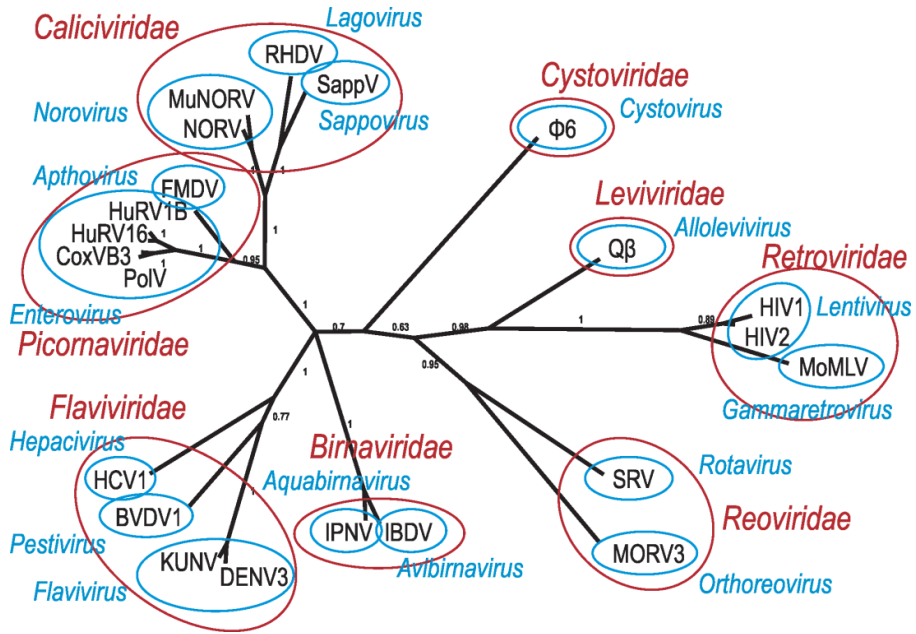 Caliciviridae
Lagovirus
RHDV
SappV
Sappovirus
Norovirus
MuNORV
NORV
1
1
1
Cystoviridae
Cystovirus
Φ6
Apthovirus
FMDV
HuRV1B
HuRV16
CoxVB3
PolV
1
1
1
0.95
Enterovirus
Picornaviridae
Leviviridae
Allolevivirus
Qβ
Retroviridae
Lentivirus
HIV1
HIV2
MoMLV
Gammaretrovirus
0.89
1
1
0.7
0.63
0.98
0.95
1
0.77
1
1
Flaviviridae
Hepacivirus
HCV1
BVDV1
Pestivirus
KUNV
DENV3
Flavivirus
Birnaviridae
Aquabirnavirus
IPNV
IBDV
Avibirnavirus
SRV
Rotavirus
Reoviridae
MORV3
Orthoreovirus